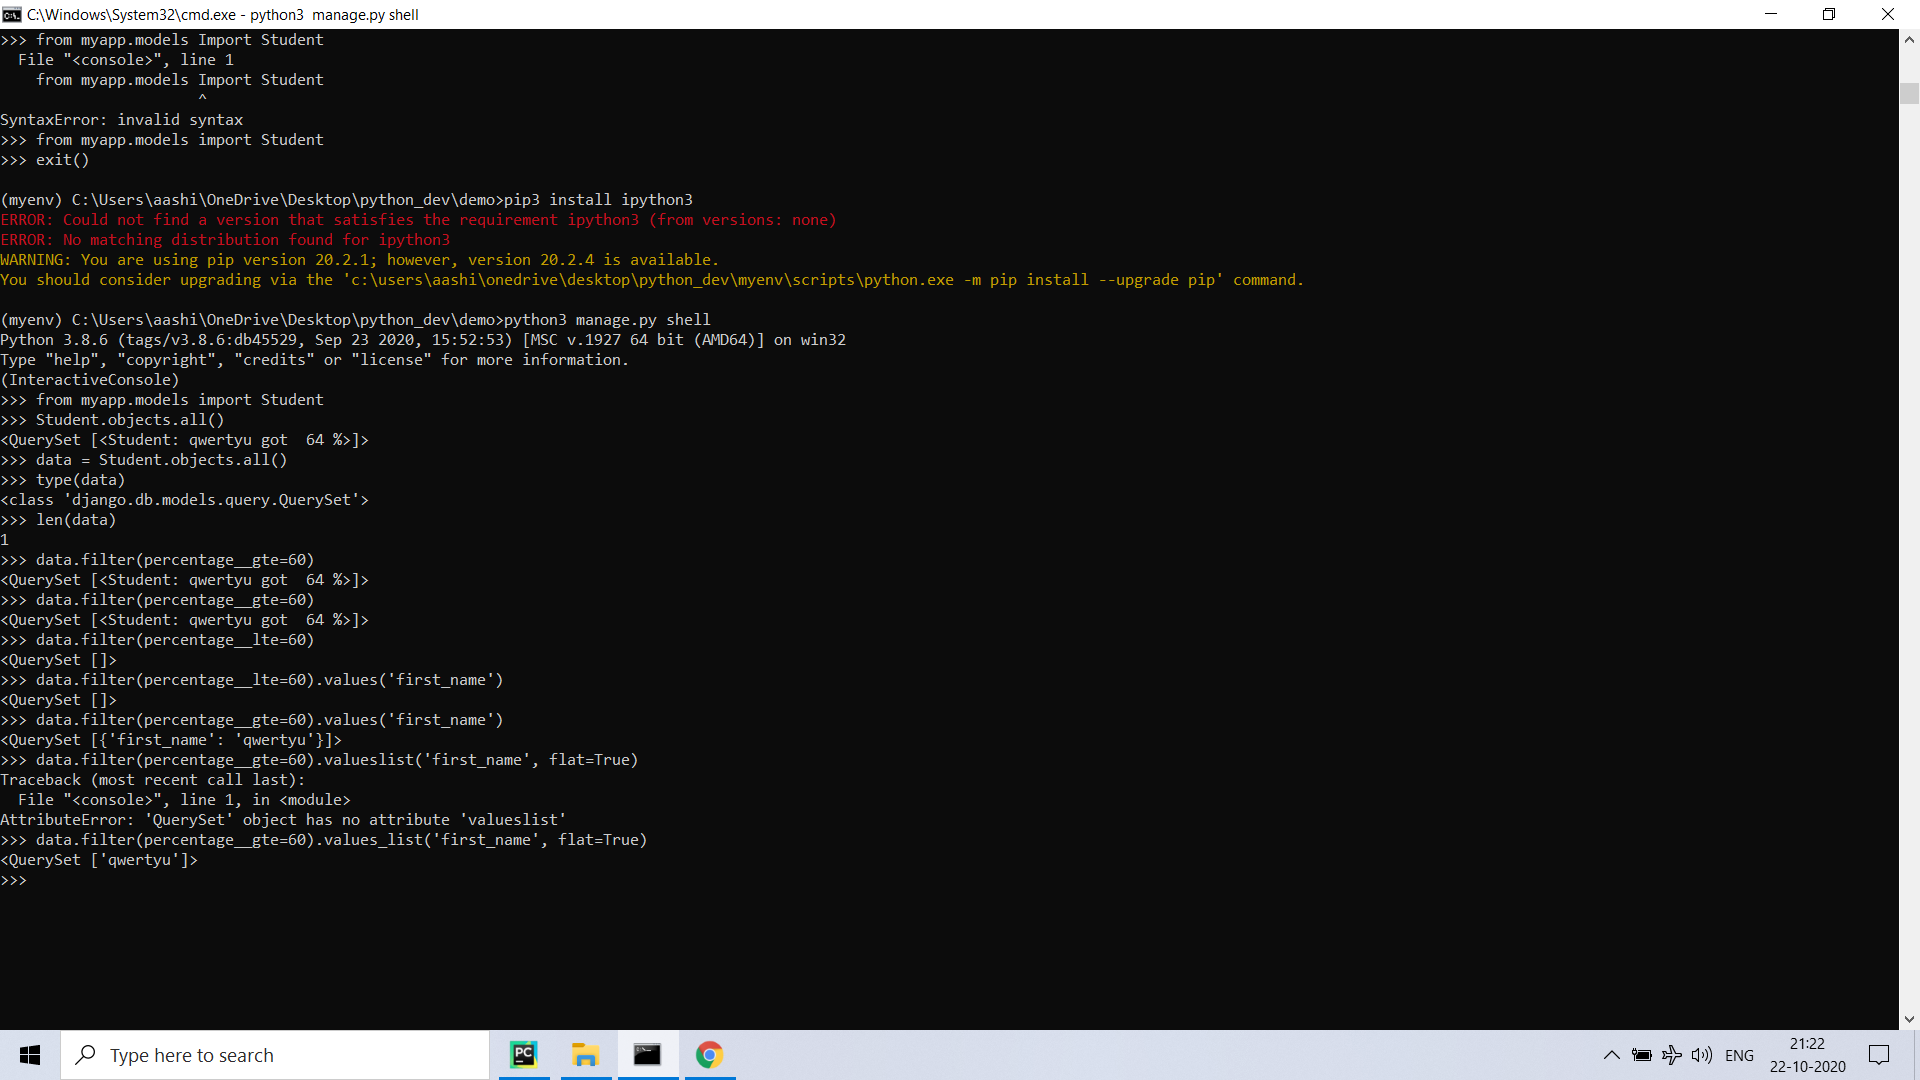 C:\Windows\System32\cmd.exe - python3  manage.py shell
>>> from myapp.models Import Student
  File "<console>", line 1
    from myapp.models Import Student
                      ^
SyntaxError: invalid syntax
>>> from myapp.models import Student
>>> exit()
(myenv) C:\Users\aashi\OneDrive\Desktop\python_dev\demo>pip3 install ipython3
ERROR: Could not find a version that satisfies the requirement ipython3 (from versions: none)
ERROR: No matching distribution found for ipython3
WARNING: You are using pip version 20.2.1; however, version 20.2.4 is available.
You should consider upgrading via the 'c:\users\aashi\onedrive\desktop\python_dev\myenv\scripts\python.exe -m pip install --upgrade pip' command.
(myenv) C:\Users\aashi\OneDrive\Desktop\python_dev\demo>python3 manage.py shell
Python 3.8.6 (tags/v3.8.6:db45529, Sep 23 2020, 15:52:53) [MSC v.1927 64 bit (AMD64)] on win32
Type "help", "copyright", "credits" or "license" for more information.
(InteractiveConsole)
>>> from myapp.models import Student
>>> Student.objects.all()
<QuerySet [<Student: qwertyu got  64 %>]>
>>> data = Student.objects.all()
>>> type(data)
<class 'django.db.models.query.QuerySet'>
>>> len(data)
1
>>> data.filter(percentage__gte=60)
<QuerySet [<Student: qwertyu got  64 %>]>
>>> data.filter(percentage__gte=60)
<QuerySet [<Student: qwertyu got  64 %>]>
>>> data.filter(percentage__lte=60)
<QuerySet []>
>>> data.filter(percentage__lte=60).values('first_name')
<QuerySet []>
>>> data.filter(percentage__gte=60).values('first_name')
<QuerySet [{'first_name': 'qwertyu'}]>
>>> data.filter(percentage__gte=60).valueslist('first_name', flat=True)
Traceback (most recent call last):
  File "<console>", line 1, in <module>
AttributeError: 'QuerySet' object has no attribute 'valueslist'
>>> data.filter(percentage__gte=60).values_list('first_name', flat=True)
<QuerySet ['qwertyu']>
>>>
Type here to search
PC
ENG
21:22
22-10-2020